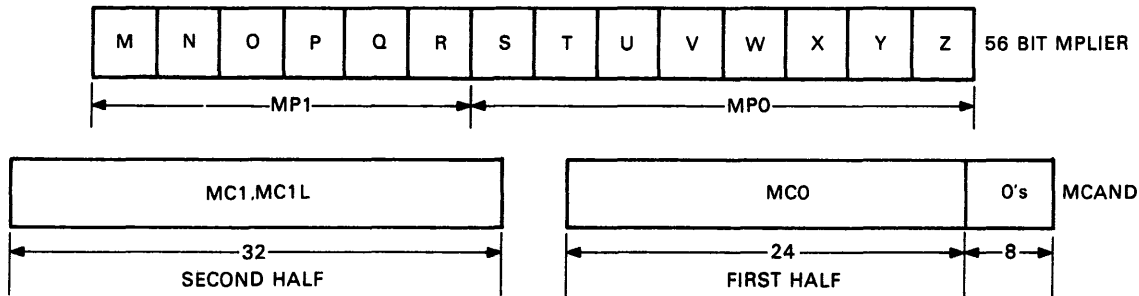 M N O P Q R S T U V W X Y Z 56 BIT MPLIER
MP1 MP0
MC1,MC1L MC0 0's MCAND
32 24 8
SECOND HALF FIRST HALF